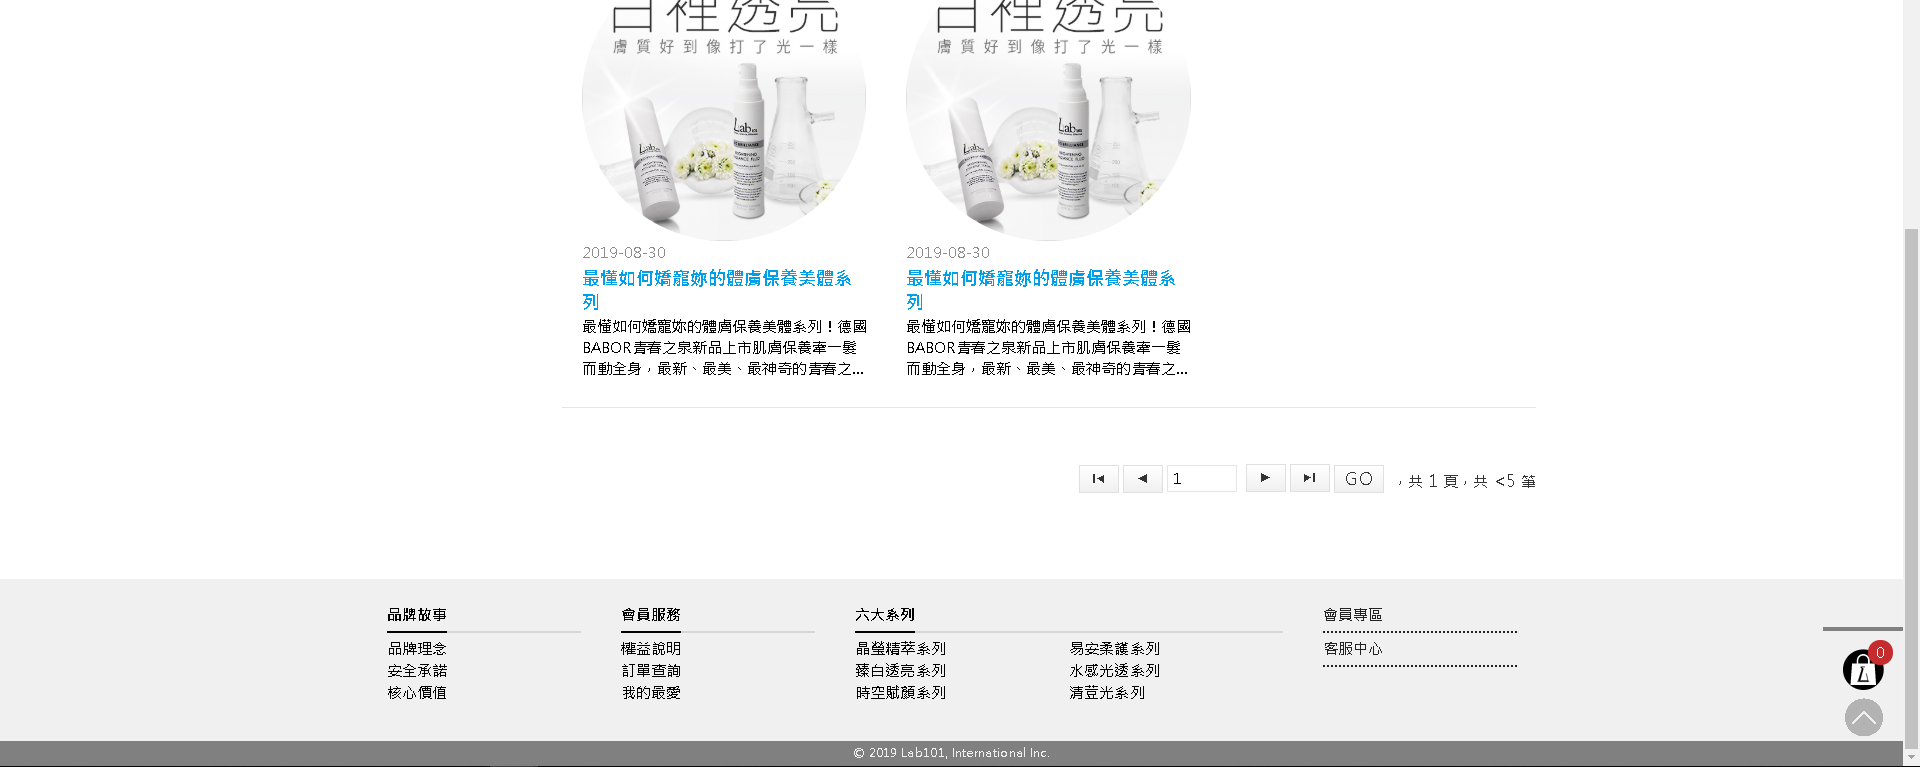 白裡透亮 白裡透亮
膚質好到像打了光一樣 膚質好到像打了光一樣
Lab Lab
Lab Lab
2019-08-30
最懂如何嬌寵妳的體膚保養美體系
列
最懂如何嬌寵妳的體膚保養美體系列！德國
BABOR青春之泉新品上市肌膚保養牽一髮
而動全身，最新、最美、最神奇的青春之...
2019-08-30
最懂如何嬌寵妳的體膚保養美體系
列
最懂如何嬌寵妳的體膚保養美體系列！德國
BABOR青春之泉新品上市肌膚保養牽一髮
而動全身，最新、最美、最神奇的青春之...
1 GO ，共 1 頁，共 <5 筆
品牌故事
品牌理念
安全承諾
核心價值
會員服務
權益說明
訂單查詢
我的最愛
六大系列
晶瑩精萃系列
臻白透亮系列
時空賦顏系列
易安柔護系列
水感光透系列
清荳光系列
會員專區
客服中心
0
© 2019 Lab101, International Inc.